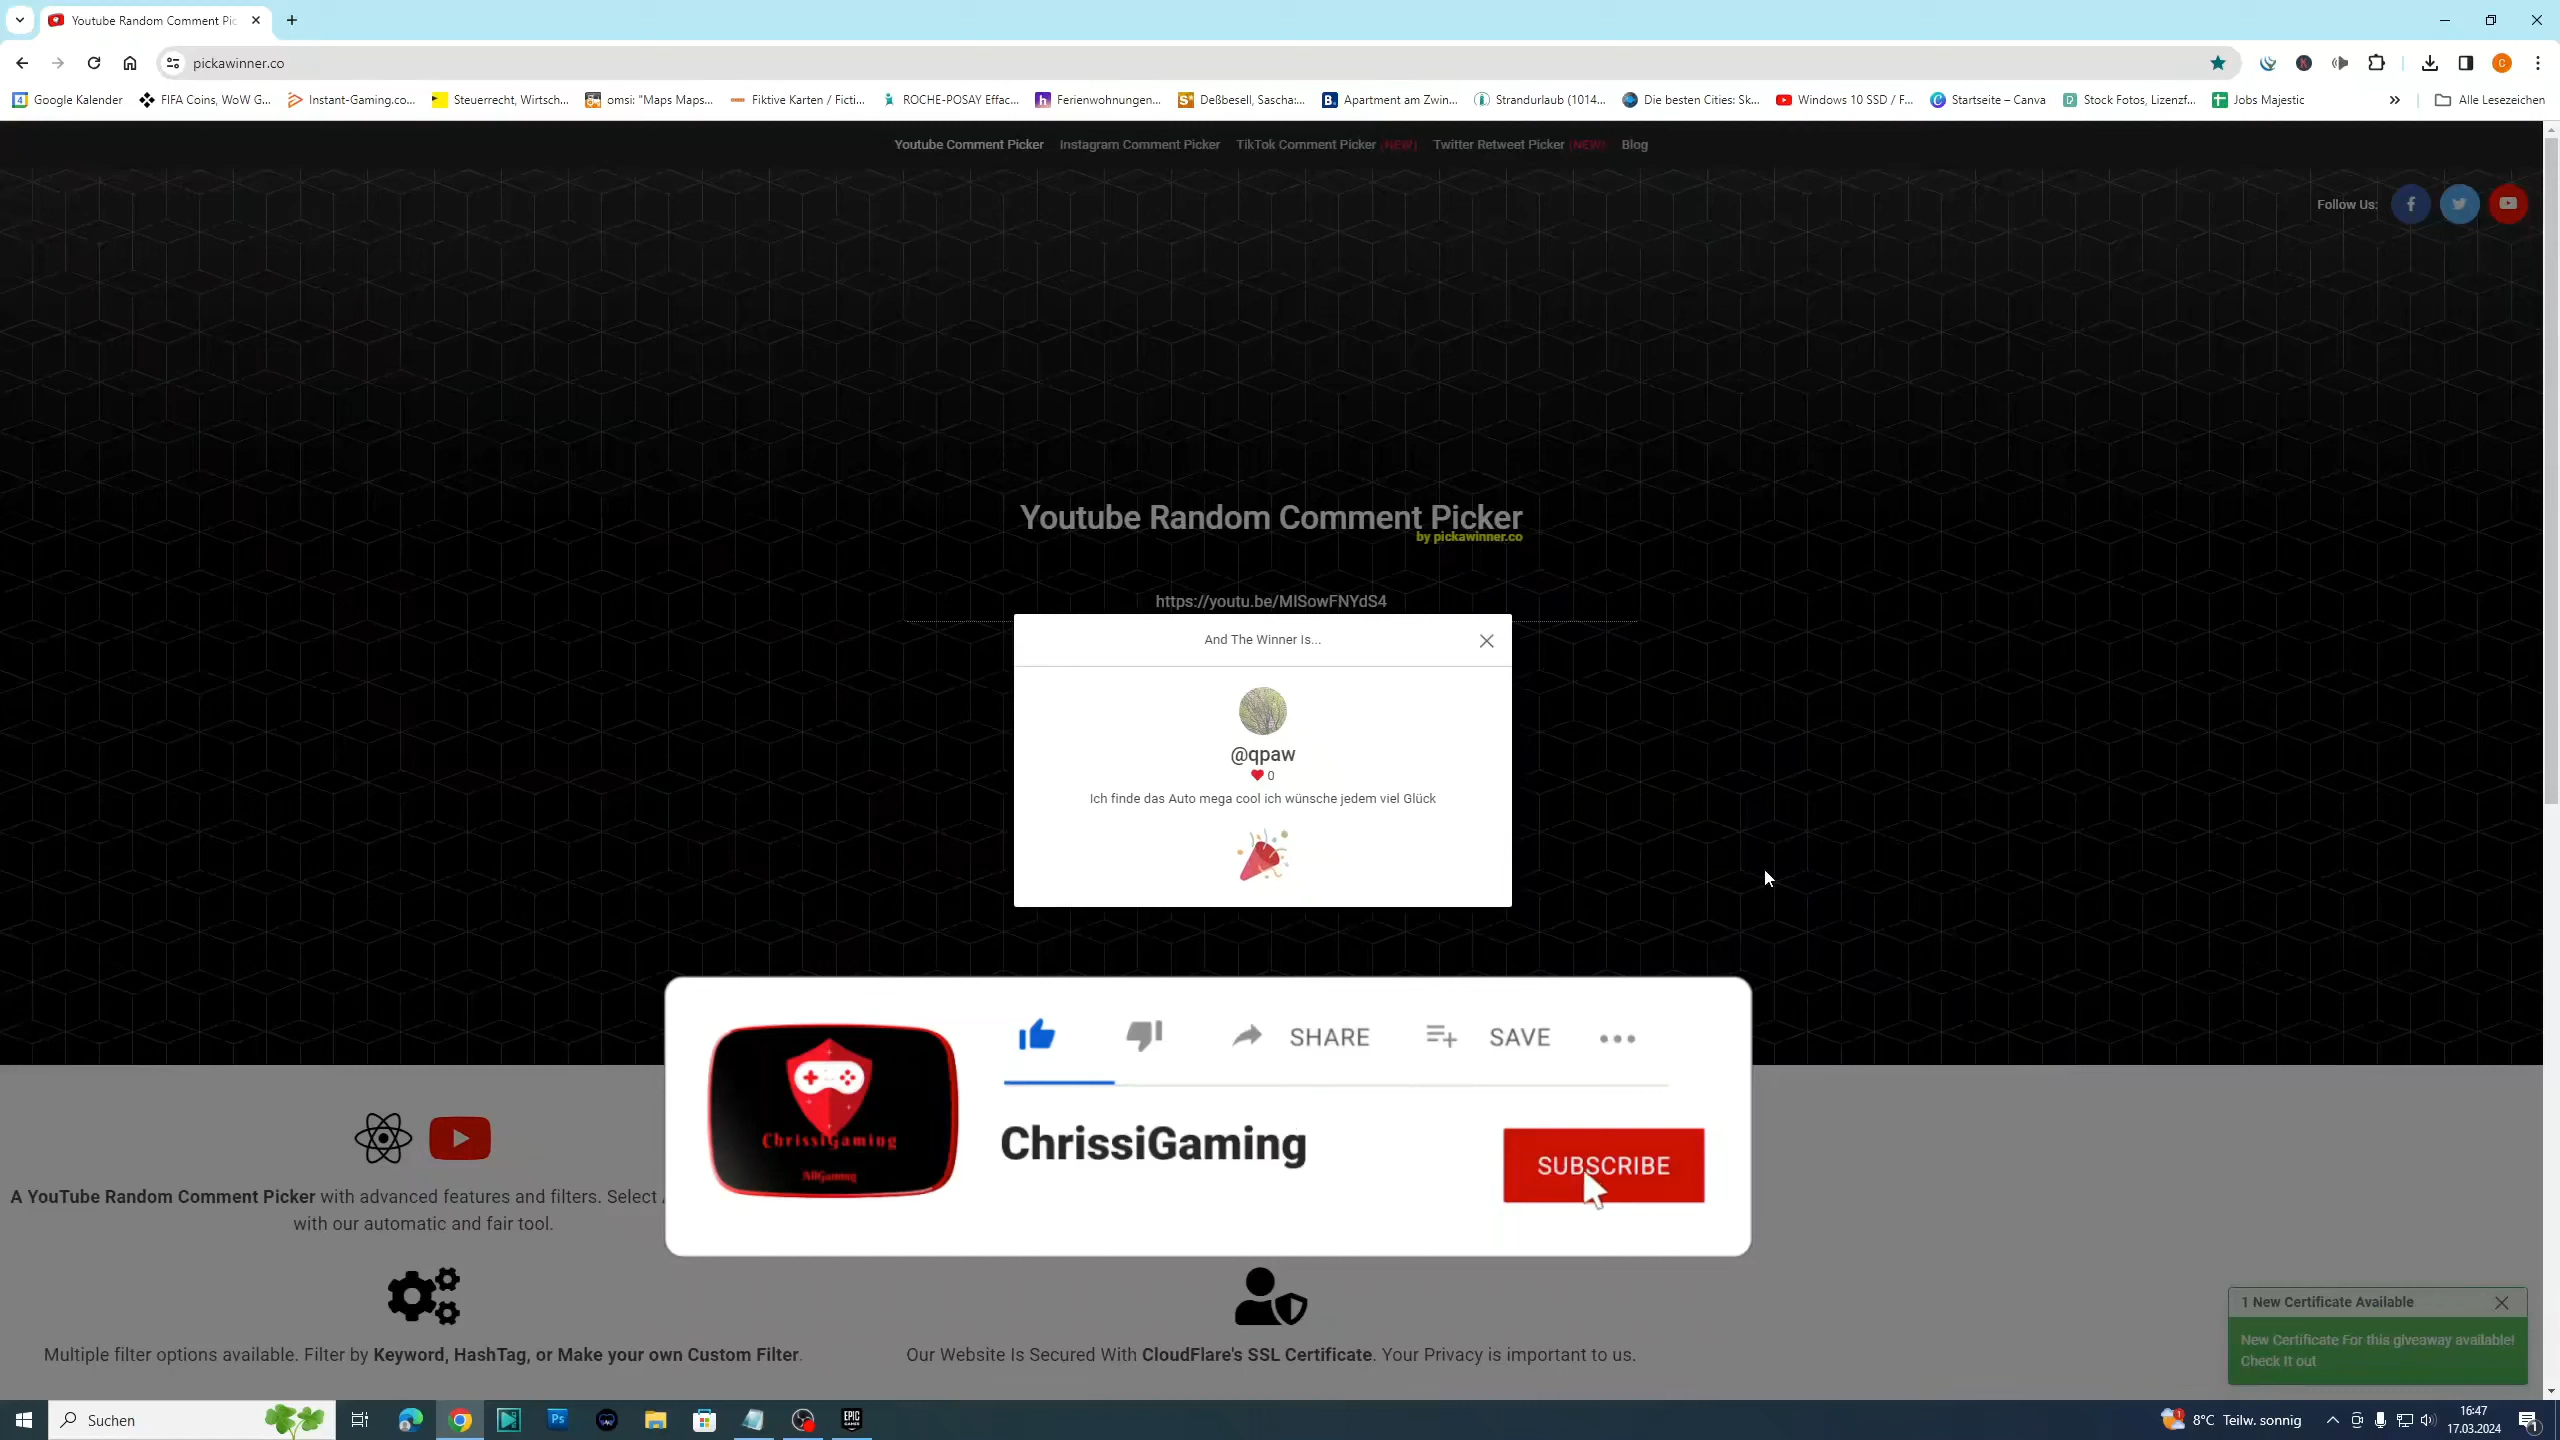 Youtube Random Comment Pic
pickawinner.co
Google Kalender
FIFA Coins, WoW G...
Instant-Gaming.co...
Steuerrecht, Wirtsch...
omsi: "Maps Maps...
Fiktive Karten / Ficti...
ROCHE-POSAY Effac...
Ferienwohnungen...
Deßbesell, Sascha:...
Apartment am Zwin...
Strandurlaub (1014...
Die besten Cities: Sk...
Windows 10 SSD / F...
Startseite – Canva
Stock Fotos, Lizenzf...
Jobs Majestic
Alle Lesezeichen
Youtube Comment Picker
Instagram Comment Picker
TikTok Comment Picker (NEW)
Twitter Retweet Picker (NEW)
Blog
Follow Us:
Youtube Random Comment Picker
by pickawinner.co
https://youtu.be/MlSowFNYdS4
And The Winner Is...
@qpaw
0
Ich finde das Auto mega cool ich wünsche jedem viel Glück
SHARE
SAVE
ChrissiGaming
AllGaming
ChrissiGaming
SUBSCRIBE
A YouTube Random Comment Picker with advanced features and filters. Select
with our automatic and fair tool.
Multiple filter options available. Filter by Keyword, HashTag, or Make your own Custom Filter.
Our Website Is Secured With CloudFlare's SSL Certificate. Your Privacy is important to us.
1 New Certificate Available
New Certificate For this giveaway available!
Check It out
Suchen
Ps
EPIC
GAMES
8°C Teilw. sonnig
16:47
17.03.2024